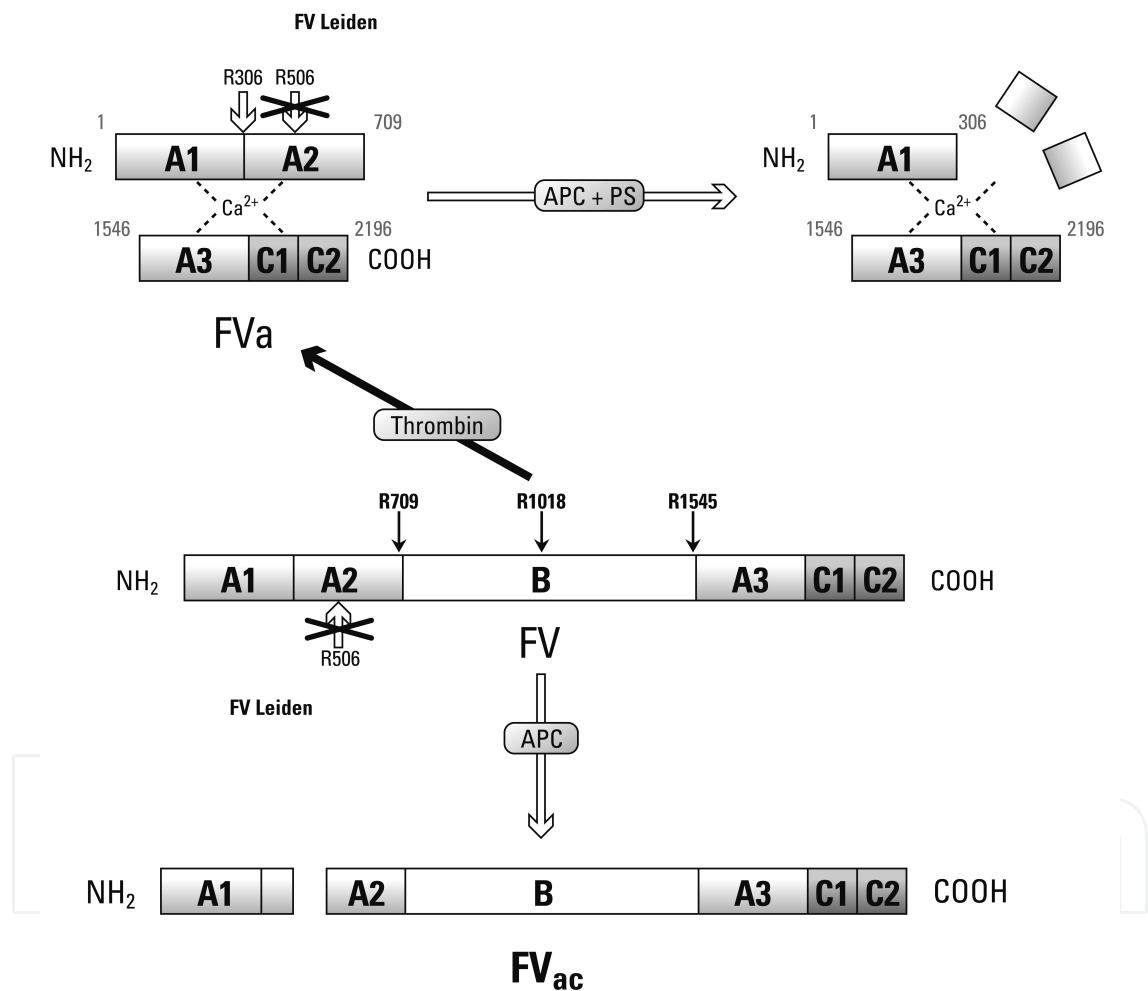 FV Leiden
R306 R506
1 709 1 306
NH₂ A1 A2 NH₂ A1
Ca²⁺ APC + PS Ca²⁺
1546 2196 1546 2196
A3 C1 C2 COOH A3 C1 C2
FVa
Thrombin
R709 R1018 R1545
NH₂ A1 A2 B A3 C1 C2 COOH
R506
FV
FV Leiden
APC
NH₂ A1 A2 B A3 C1 C2 COOH
FVac